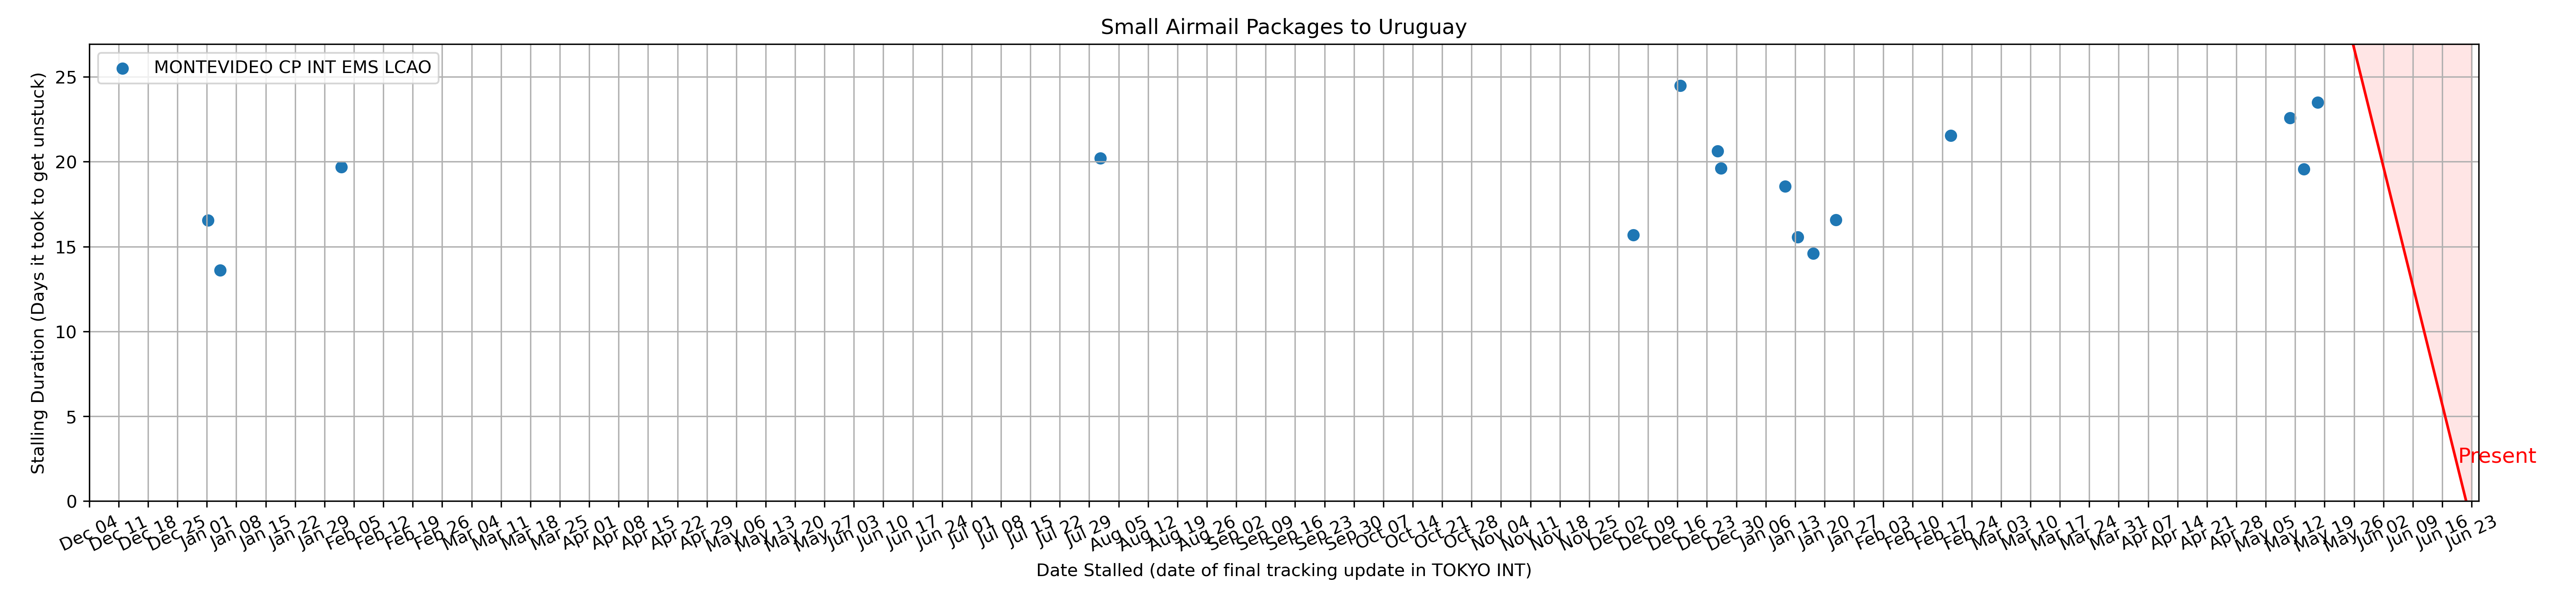 Small Airmail Packages to Uruguay
MONTEVIDEO CP INT EMS LCAO
Stalling Duration (Days it took to get unstuck)
25
20
15
10
5
0
Present
Dec 04 Dec 11 Dec 18 Dec 25 Jan 01 Jan 08 Jan 15 Jan 22 Jan 29 Feb 05 Feb 12 Feb 19 Feb 26 Mar 04 Mar 11 Mar 18 Mar 25 Apr 01 Apr 08 Apr 15 Apr 22 Apr 29 May 06 May 13 May 20 May 27 Jun 03 Jun 10 Jun 17 Jun 24 Jul 01 Jul 08 Jul 15 Jul 22 Jul 29 Aug 05 Aug 12 Aug 19 Aug 26 Sep 02 Sep 09 Sep 16 Sep 23 Sep 30 Oct 07 Oct 14 Oct 21 Oct 28 Nov 04 Nov 11 Nov 18 Nov 25 Dec 02 Dec 09 Dec 16 Dec 23 Dec 30 Jan 06 Jan 13 Jan 20 Jan 27 Feb 03 Feb 10 Feb 17 Feb 24 Mar 03 Mar 10 Mar 17 Mar 24 Mar 31 Apr 07 Apr 14 Apr 21 Apr 28 May 05 May 12 May 19 May 26 Jun 02 Jun 09 Jun 16 Jun 23
Date Stalled (date of final tracking update in TOKYO INT)